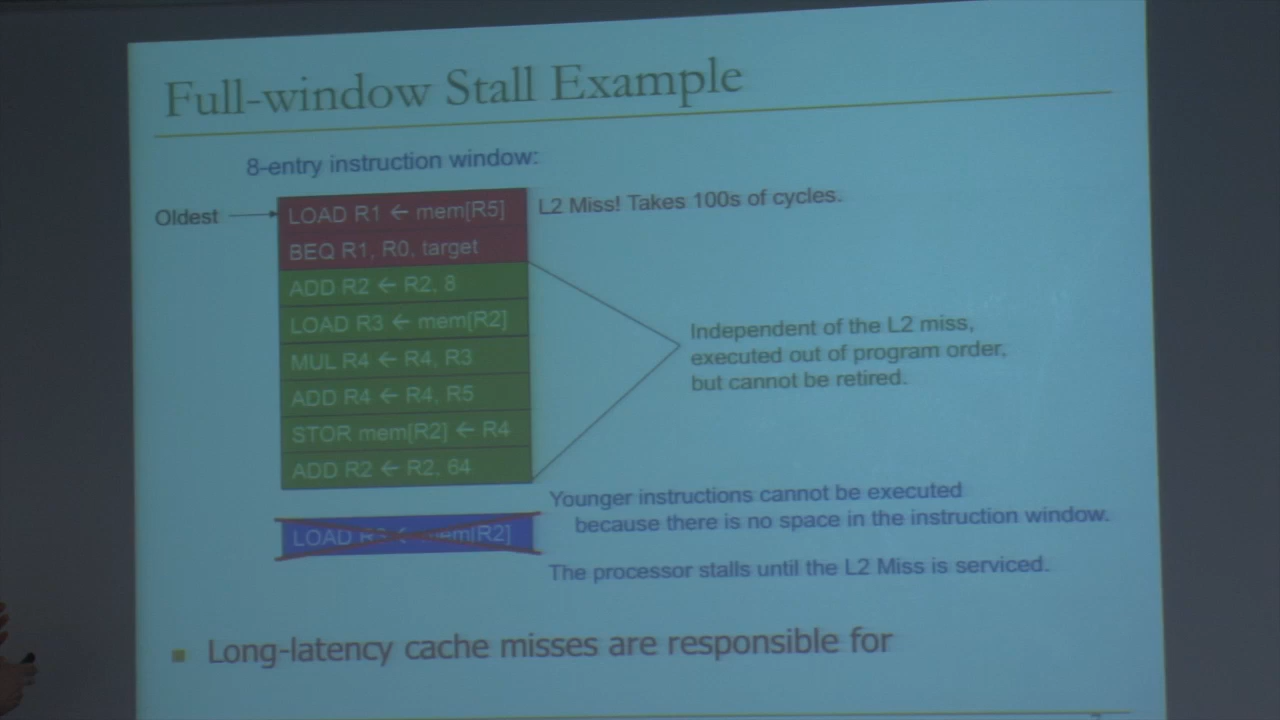 Full-window Stall Example
8-entry instruction window:
Oldest
LOAD R1 ← mem[R5]
L2 Miss! Takes 100s of cycles.
BEQ R1, R0, target
ADD R2 ← R2, 8
LOAD R3 ← mem[R2]
MUL R4 ← R4, R3
ADD R4 ← R4, R5
STOR mem[R2] ← R4
ADD R2 ← R2, 64
Independent of the L2 miss,
executed out of program order,
but cannot be retired.
LOAD R3 ← mem[R2]
Younger instructions cannot be executed
because there is no space in the instruction window.
The processor stalls until the L2 Miss is serviced.
Long-latency cache misses are responsible for